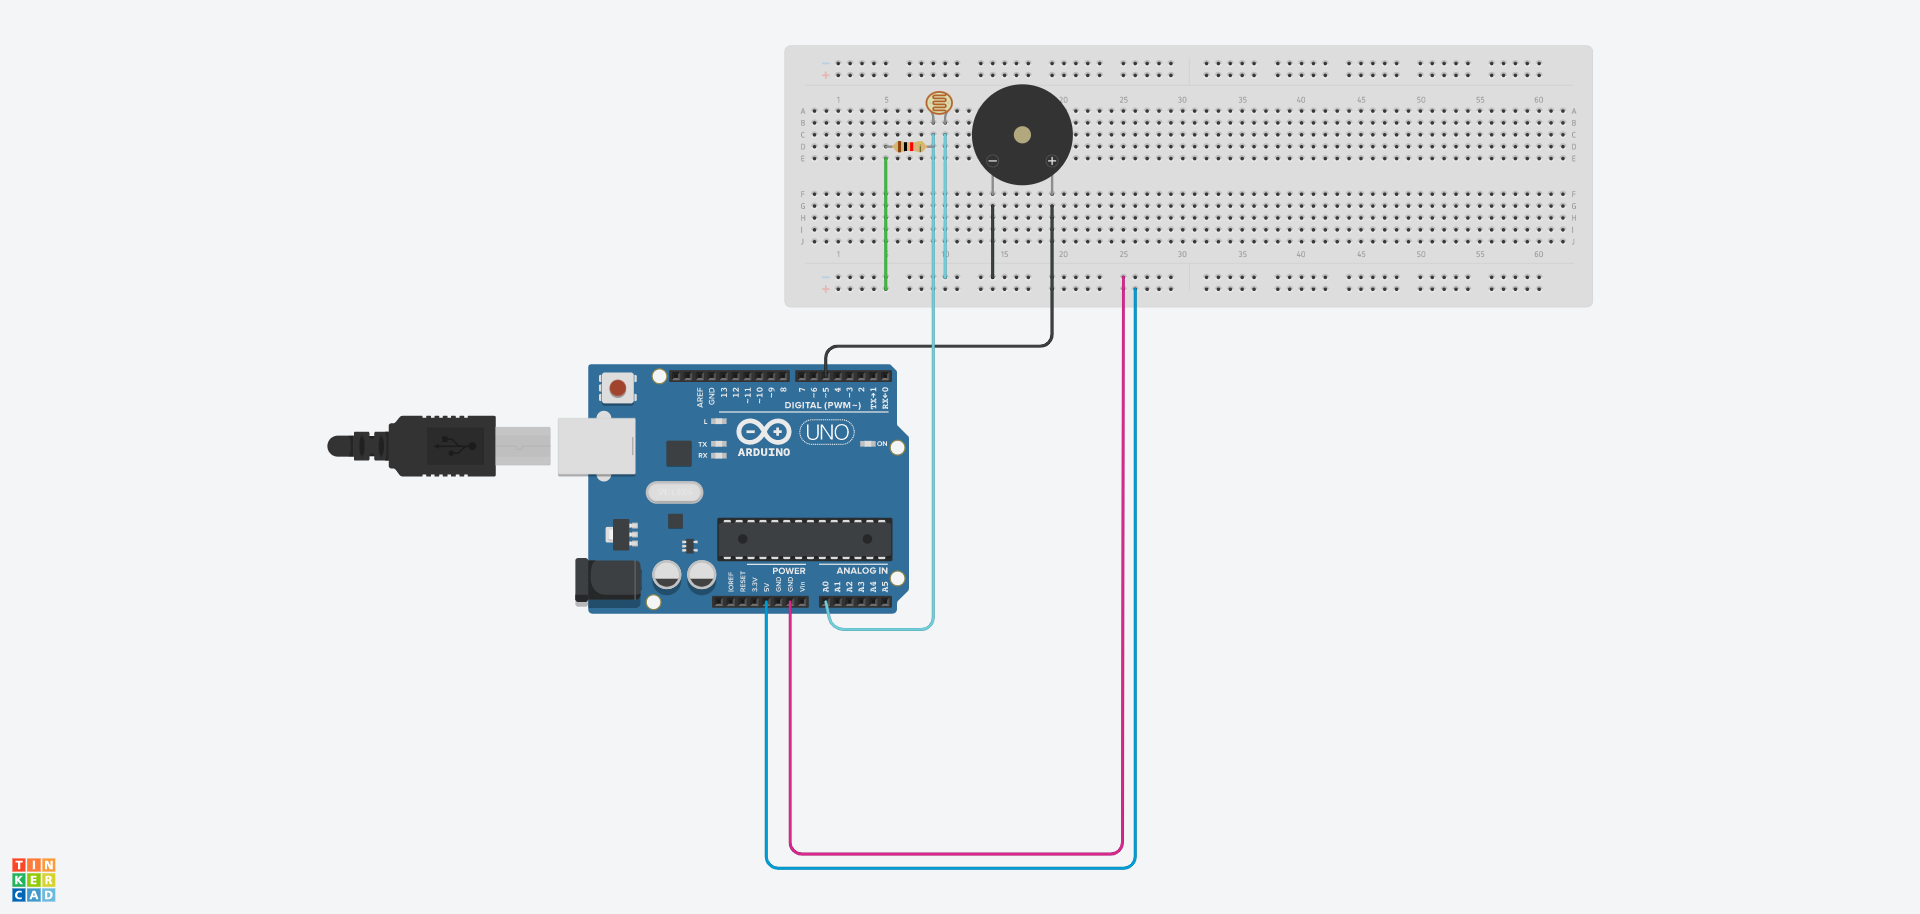 − −
+ +
1 5 20 25 30 35 40 45 50 55 60
A A
B B
C C
D D
E E
− +
F F
G G
H H
I I
J J
1 5 10 15 20 25 30 35 40 45 50 55 60
−
+
AREF GND 13 12 ~11 ~10 ~9 8 7 ~6 ~5 4 ~3 2 TX→1 RX←0
DIGITAL (PWM~)
L
UNO
TX
RX
ON
ARDUINO
POWER ANALOG IN
IOREF RESET 3.3V 5V GND GND Vin A0 A1 A2 A3 A4 A5
TIN
KER
CAD